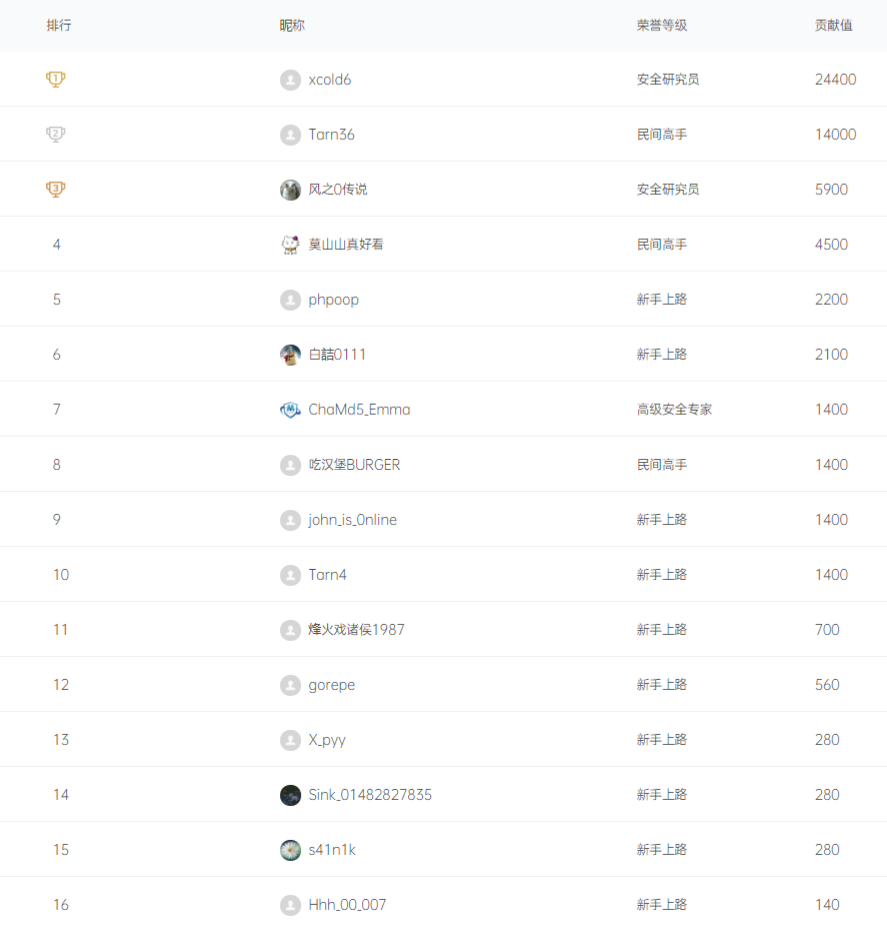 排行 昵称 荣誉等级 贡献值
1 xcold6 安全研究员 24400
2 Tarn36 民间高手 14000
3 风之0传说 安全研究员 5900
4 莫山山真好看 民间高手 4500
5 phpoop 新手上路 2200
6 白喆0111 新手上路 2100
7 ChaMd5_Emma 高级安全专家 1400
8 吃汉堡BURGER 民间高手 1400
9 john_is_0nline 新手上路 1400
10 Tarn4 新手上路 1400
11 烽火戏诸侯1987 新手上路 700
12 gorepe 新手上路 560
13 X_pyy 新手上路 280
14 Sink_01482827835 新手上路 280
15 s41n1k 新手上路 280
16 Hhh_00_007 新手上路 140